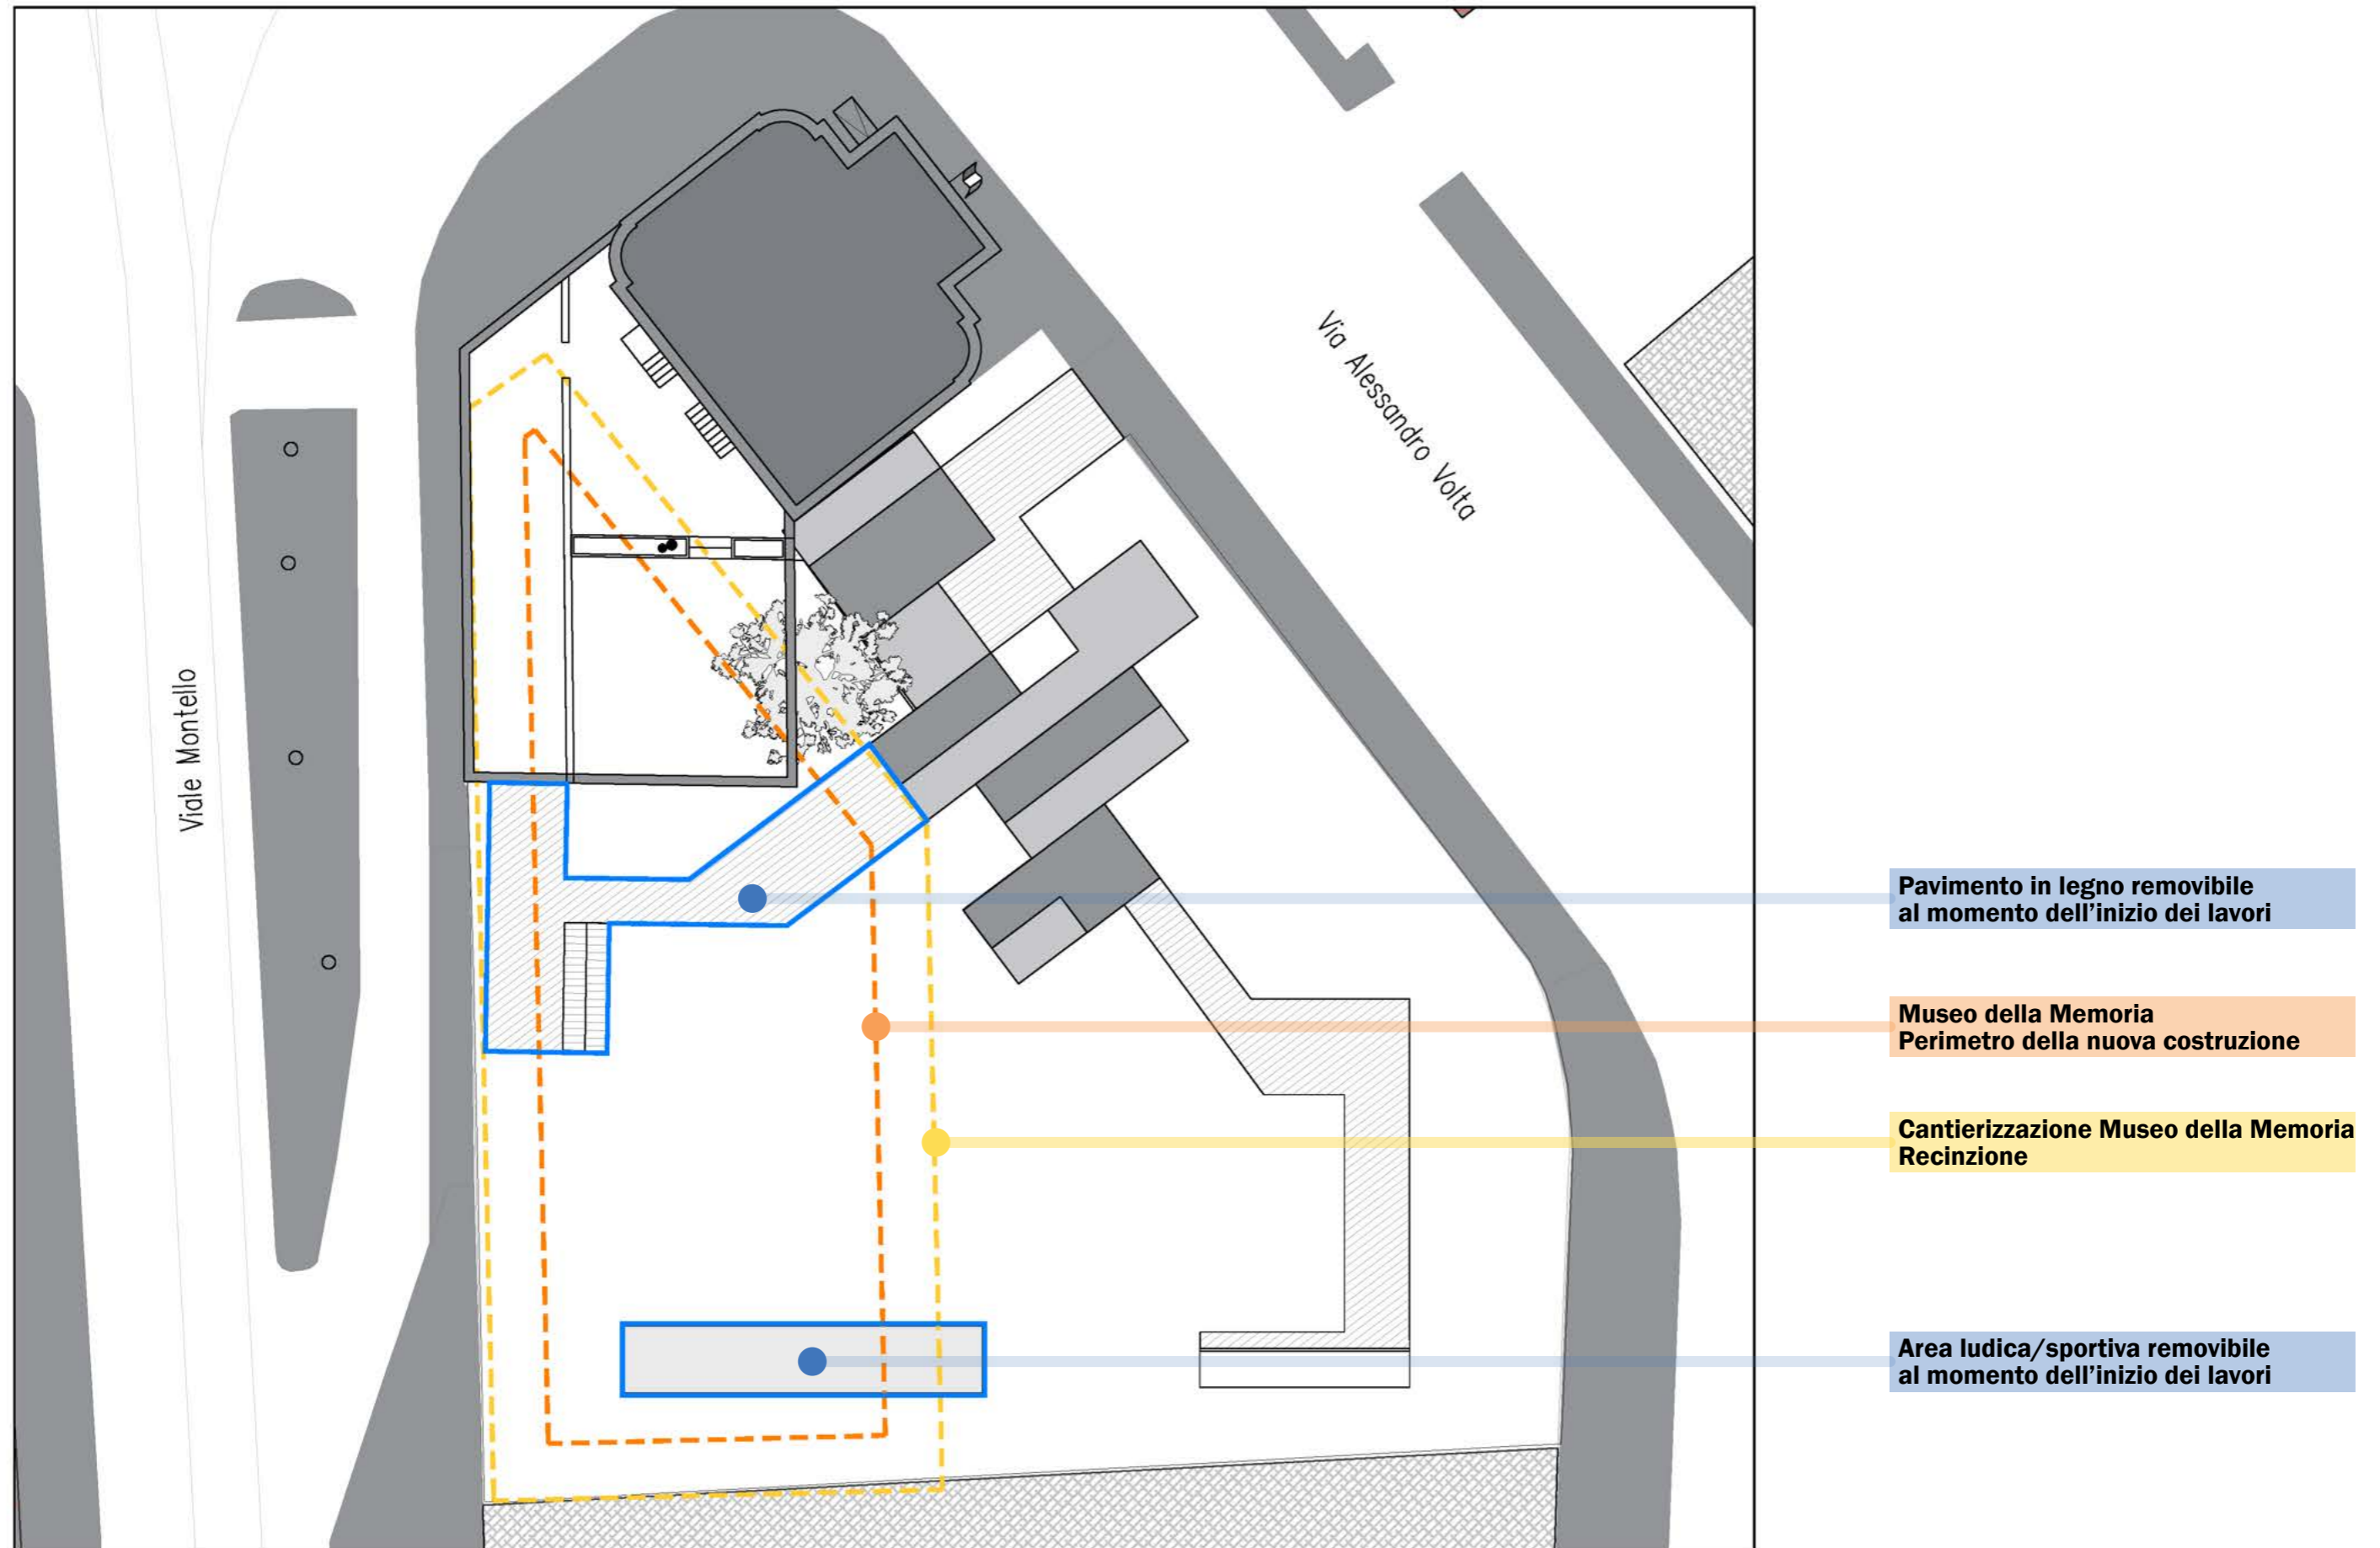 Via Alessandro Volta
Viale Montello
Pavimento in legno removibile
al momento dell'inizio dei lavori
Museo della Memoria
Perimetro della nuova costruzione
Cantierizzazione Museo della Memoria
Recinzione
Area ludica/sportiva removibile
al momento dell'inizio dei lavori